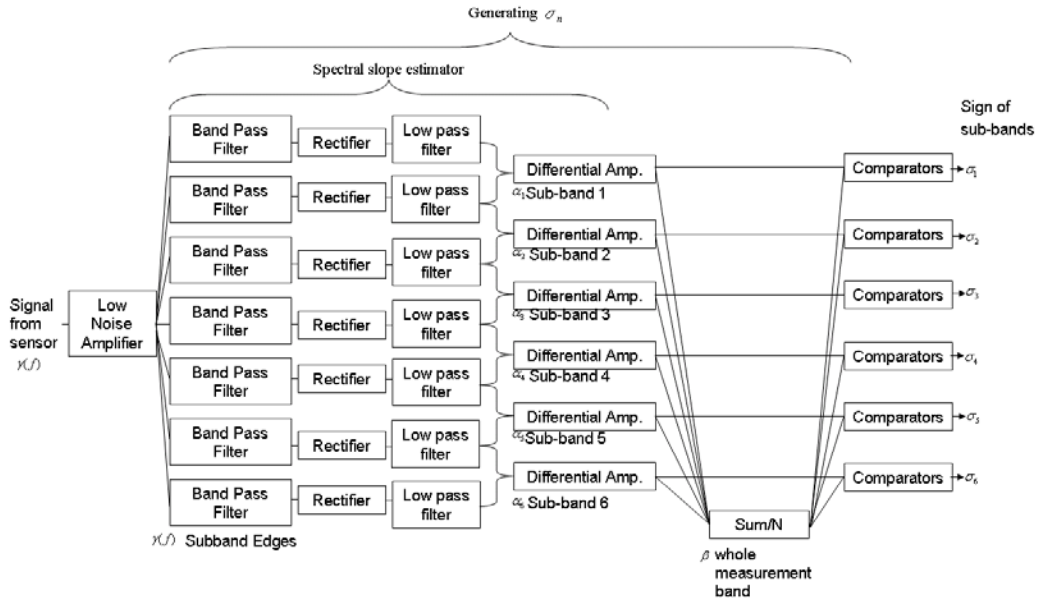 Generating σn
Spectral slope estimator
Sign of
sub-bands
Band Pass
Filter
Rectifier
Low pass
filter
Band Pass
Filter
Rectifier
Low pass
filter
Band Pass
Filter
Rectifier
Low pass
filter
Band Pass
Filter
Rectifier
Low pass
filter
Band Pass
Filter
Rectifier
Low pass
filter
Band Pass
Filter
Rectifier
Low pass
filter
Band Pass
Filter
Rectifier
Low pass
filter
Signal
from
sensor
γ(f)
Low
Noise
Amplifier
γ(f) Subband Edges
Differential Amp.
α1 Sub-band 1
Differential Amp.
α2 Sub-band 2
Differential Amp.
α3 Sub-band 3
Differential Amp.
α4 Sub-band 4
Differential Amp.
α5 Sub-band 5
Differential Amp.
α6 Sub-band 6
Sum/N
β whole
measurement
band
Comparators σ1
Comparators σ2
Comparators σ3
Comparators σ4
Comparators σ5
Comparators σ6